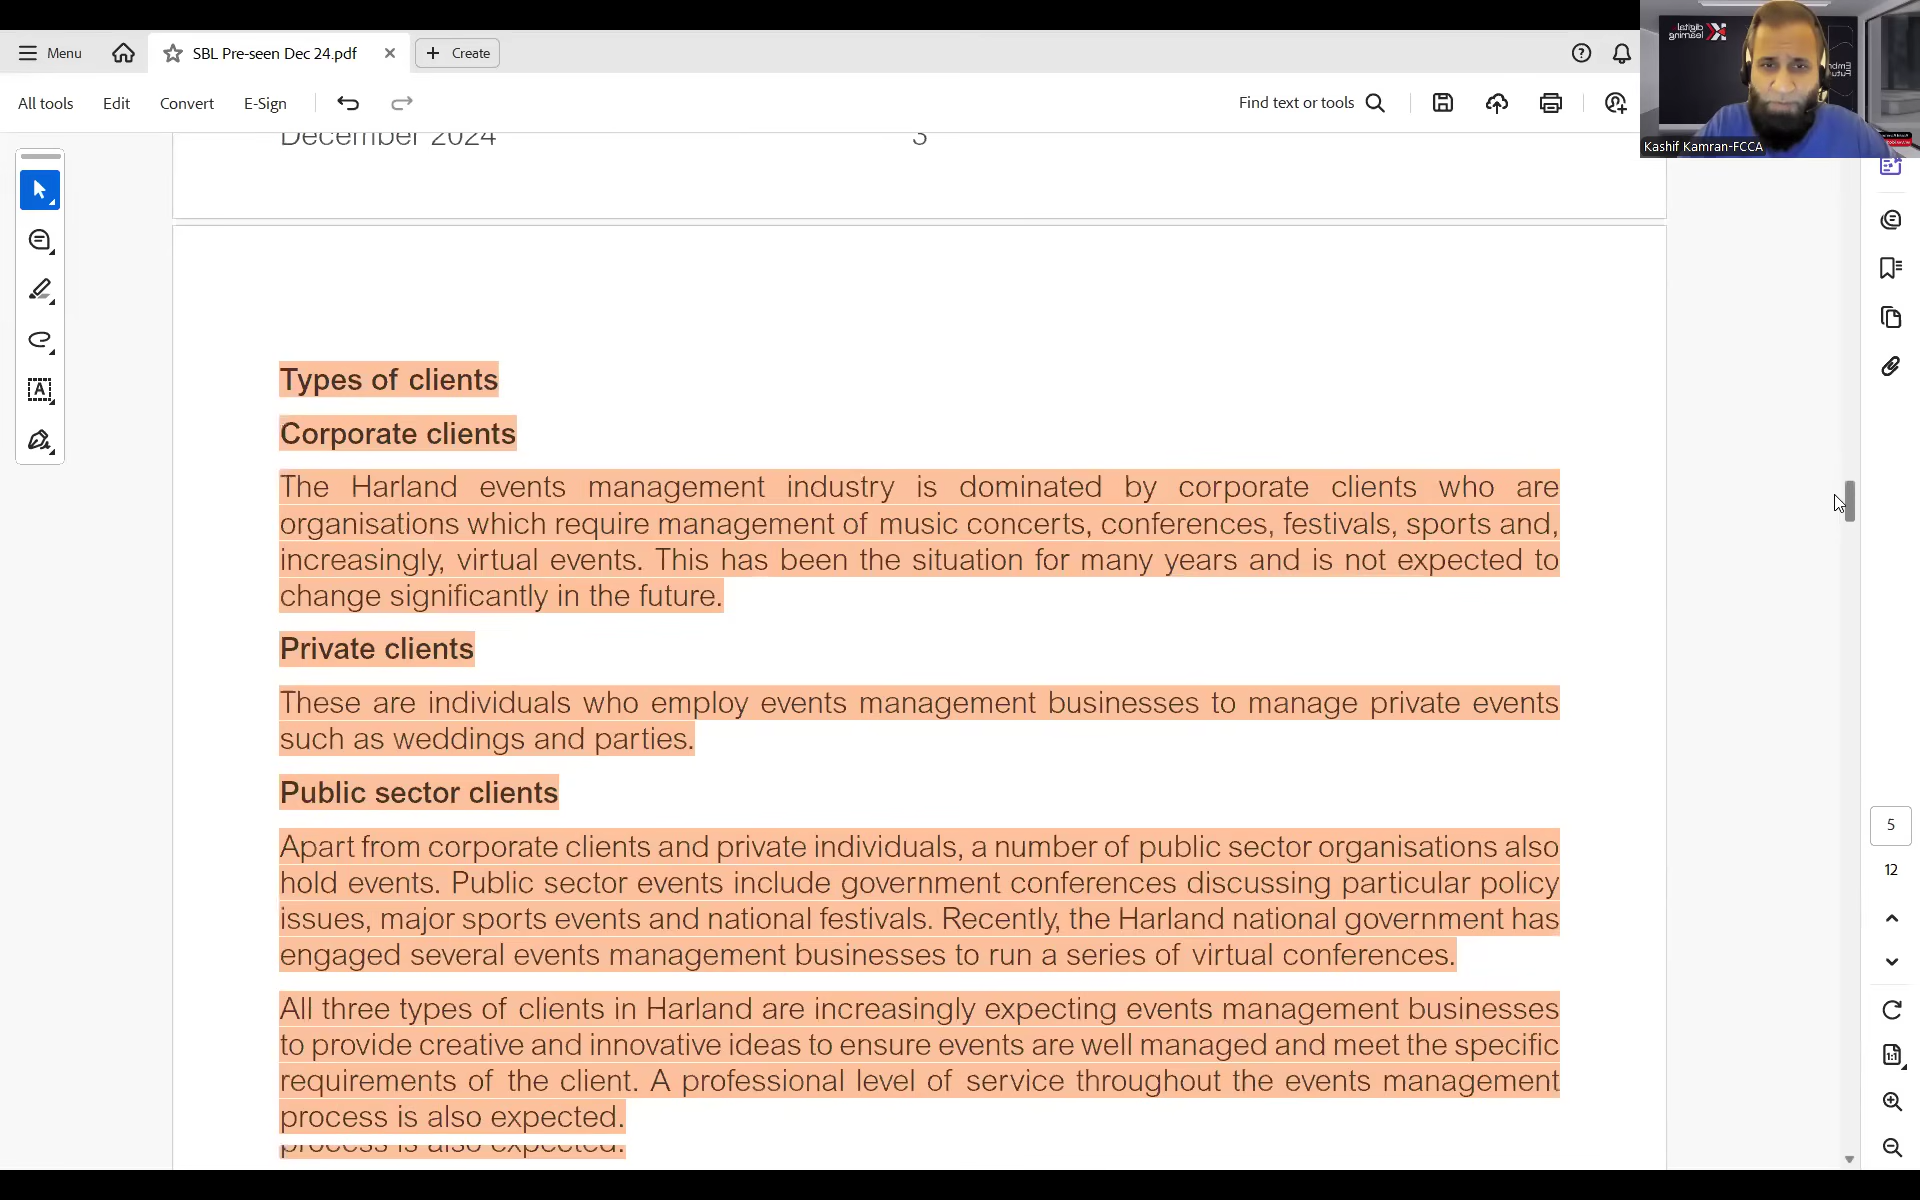 Menu
SBL Pre-seen Dec 24.pdf
Create
All tools
Edit
Convert
E-Sign
Find text or tools
digital
learning
Kashif Kamran-FCCA
December 2024
3
Types of clients
Corporate clients
The Harland events management industry is dominated by corporate clients who are
organisations which require management of music concerts, conferences, festivals, sports and,
increasingly, virtual events. This has been the situation for many years and is not expected to
change significantly in the future.
Private clients
These are individuals who employ events management businesses to manage private events
such as weddings and parties.
Public sector clients
Apart from corporate clients and private individuals, a number of public sector organisations also
hold events. Public sector events include government conferences discussing particular policy
issues, major sports events and national festivals. Recently, the Harland national government has
engaged several events management businesses to run a series of virtual conferences.
All three types of clients in Harland are increasingly expecting events management businesses
to provide creative and innovative ideas to ensure events are well managed and meet the specific
requirements of the client. A professional level of service throughout the events management
process is also expected.
process is also expected.
5
12